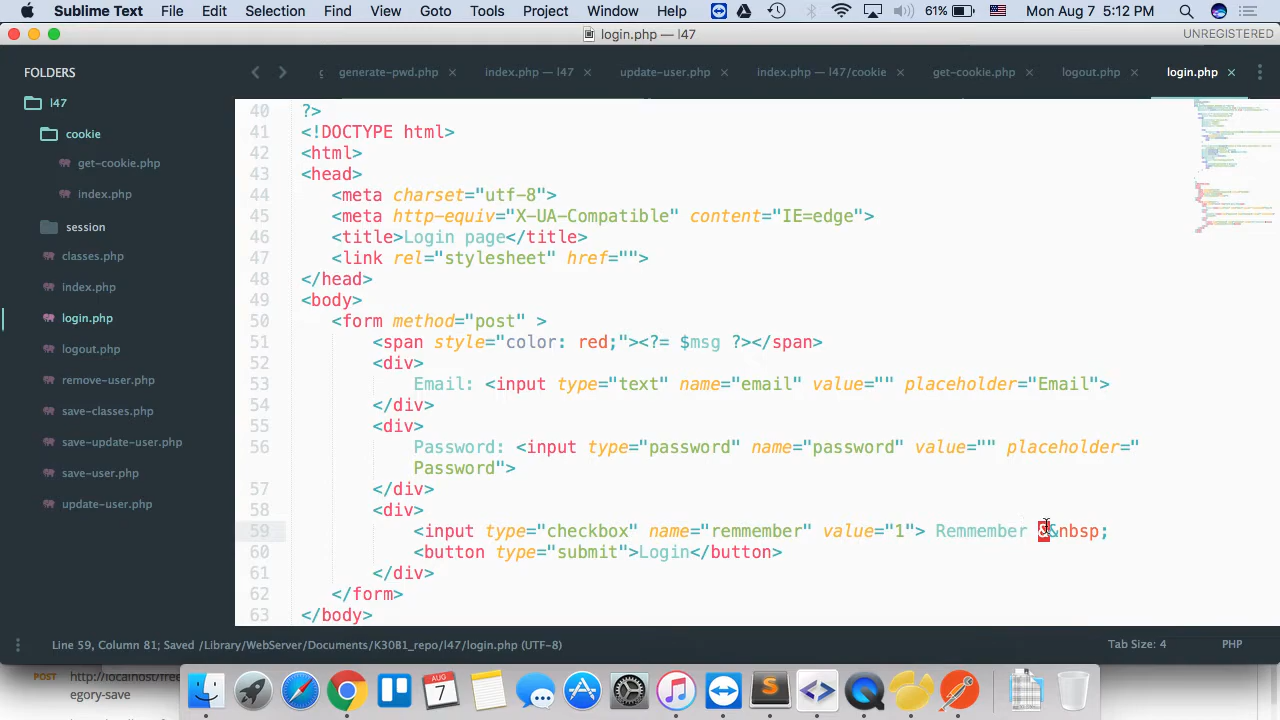 Sublime Text File Edit Selection Find View Goto Tools Project Window Help 61% Mon Aug 7 5:12 PM
login.php — l47 UNREGISTERED
FOLDERS
l47
cookie
get-cookie.php
index.php
session
classes.php
index.php
login.php
logout.php
remove-user.php
save-classes.php
save-update-user.php
save-user.php
update-user.php
generate-pwd.php index.php — l47 update-user.php index.php — l47/cookie get-cookie.php logout.php login.php
40 ?>
41 <!DOCTYPE html>
42 <html>
43 <head>
44 <meta charset="utf-8">
45 <meta http-equiv="X-UA-Compatible" content="IE=edge">
46 <title>Login page</title>
47 <link rel="stylesheet" href="">
48 </head>
49 <body>
50 <form method="post" >
51 <span style="color: red;"><?= $msg ?></span>
52 <div>
53 Email: <input type="text" name="email" value="" placeholder="Email">
54 </div>
55 <div>
56 Password: <input type="password" name="password" value="" placeholder="
Password">
57 </div>
58 <div>
59 <input type="checkbox" name="remmember" value="1"> Remmember &&nbsp;
60 <button type="submit">Login</button>
61 </div>
62 </form>
63 </body>
Line 59, Column 81; Saved /Library/WebServer/Documents/K30B1_repo/l47/login.php (UTF-8) Tab Size: 4 PHP
POST http://localhost/free
egory-save
AUG
7